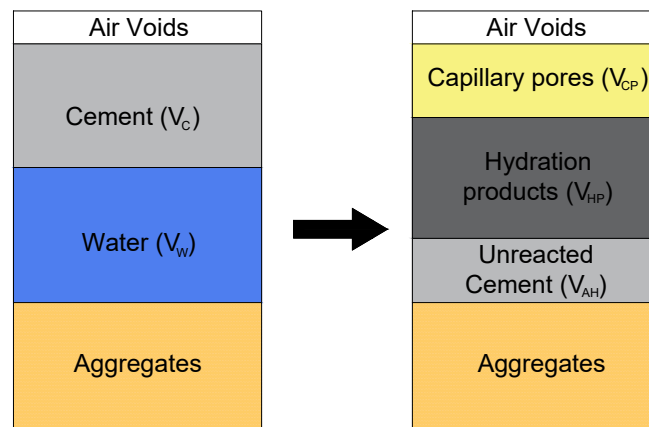 Air Voids
Cement (VC)
Water (VW)
Aggregates
Air Voids
Capillary pores (VCP)
Hydration
products (VHP)
Unreacted
Cement (VAH)
Aggregates